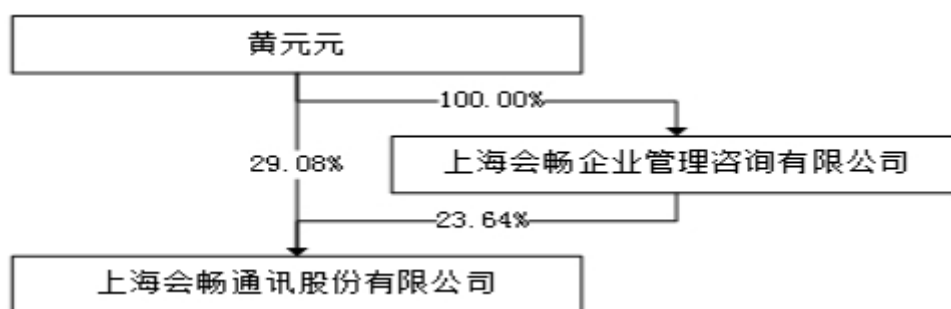 黄元元
100.00%
29.08%
上海会畅企业管理咨询有限公司
23.64%
上海会畅通讯股份有限公司